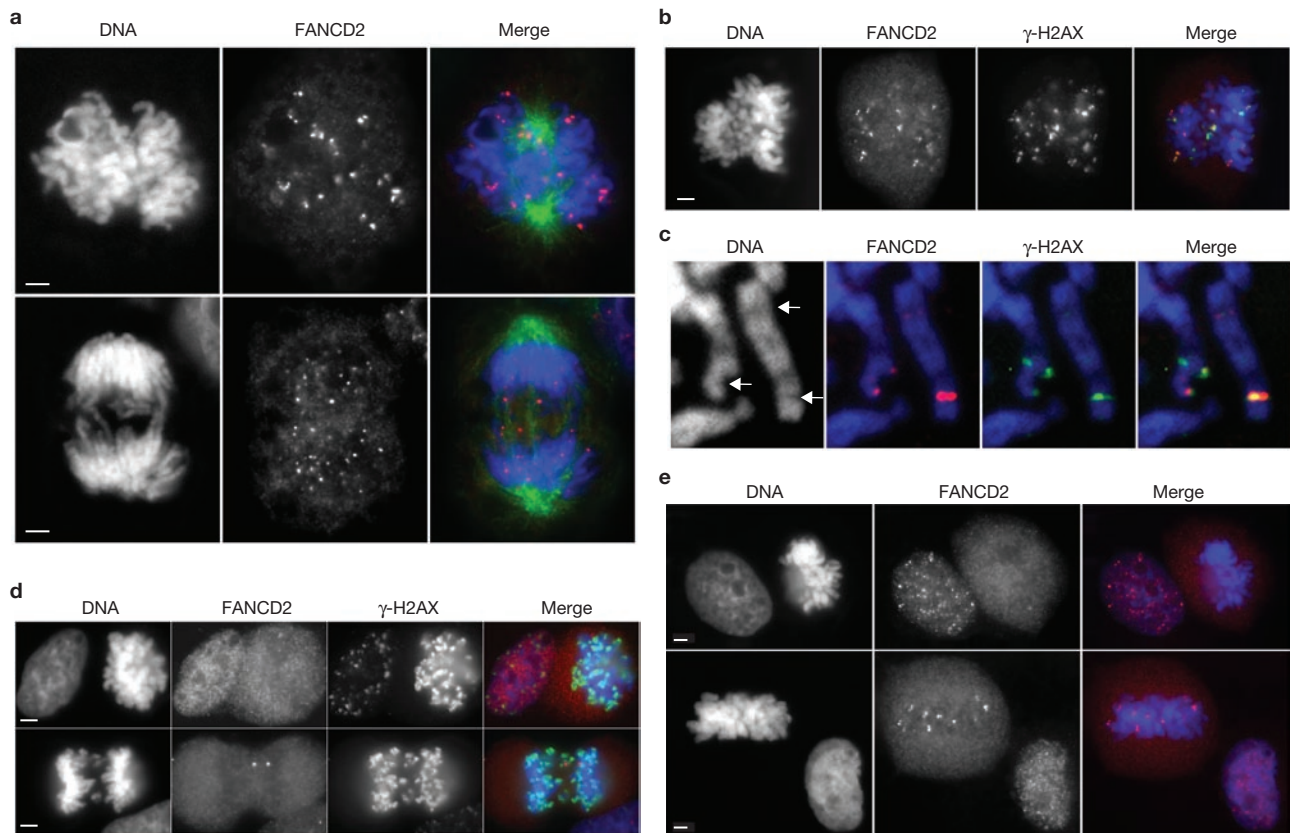 a
DNA FANCD2 Merge
b
DNA FANCD2 γ-H2AX Merge
c
DNA FANCD2 γ-H2AX Merge
d
DNA FANCD2 γ-H2AX Merge
e
DNA FANCD2 Merge